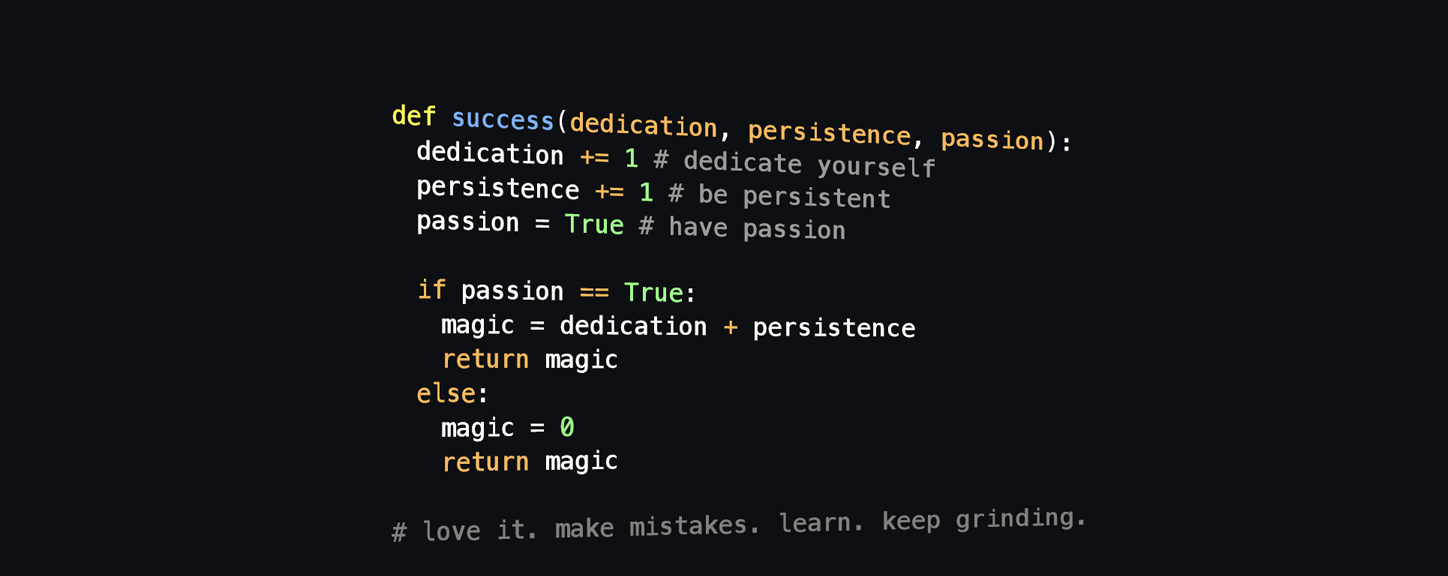 def success(dedication, persistence, passion):
  dedication += 1 # dedicate yourself
  persistence += 1 # be persistent
  passion = True # have passion

  if passion == True:
    magic = dedication + persistence
    return magic
  else:
    magic = 0
    return magic

# love it. make mistakes. learn. keep grinding.